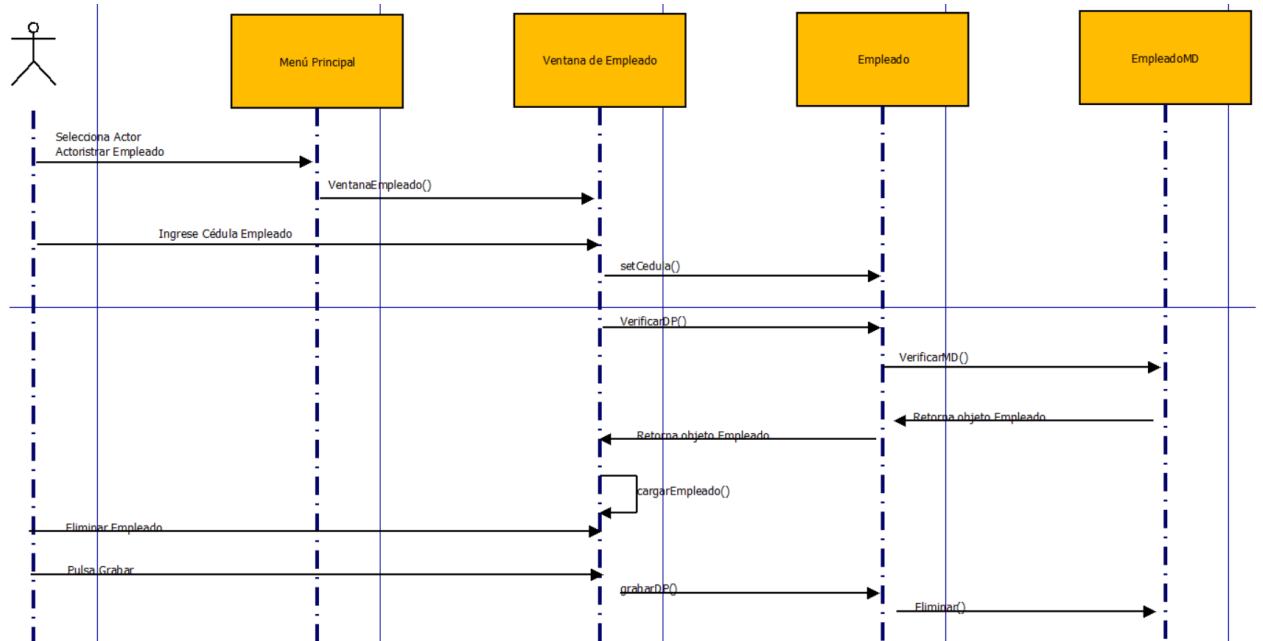 Menú Principal
Ventana de Empleado
Empleado
EmpleadoMD
Selecciona Actor
Actoristrar Empleado
VentanaEmpleado()
Ingrese Cédula Empleado
setCedula()
VerificarDP()
VerificarMD()
Retorna objeto Empleado
Retorna objeto Empleado
cargarEmpleado()
Eliminar Empleado
Pulsa Grabar
grabarDP()
Eliminar()